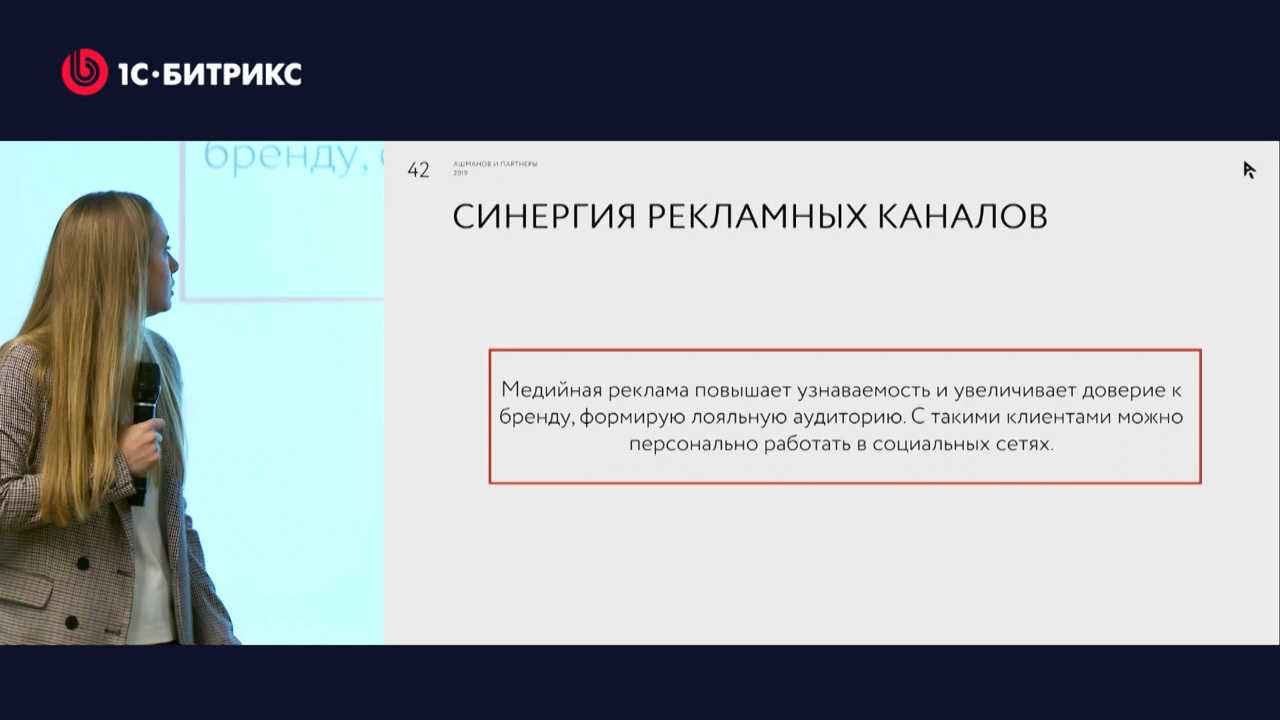 1С·БИТРИКС
бренду,
42
АШМАНОВ И ПАРТНЕРЫ
2019
СИНЕРГИЯ РЕКЛАМНЫХ КАНАЛОВ
Медийная реклама повышает узнаваемость и увеличивает доверие к
бренду, формирую лояльную аудиторию. С такими клиентами можно
персонально работать в социальных сетях.